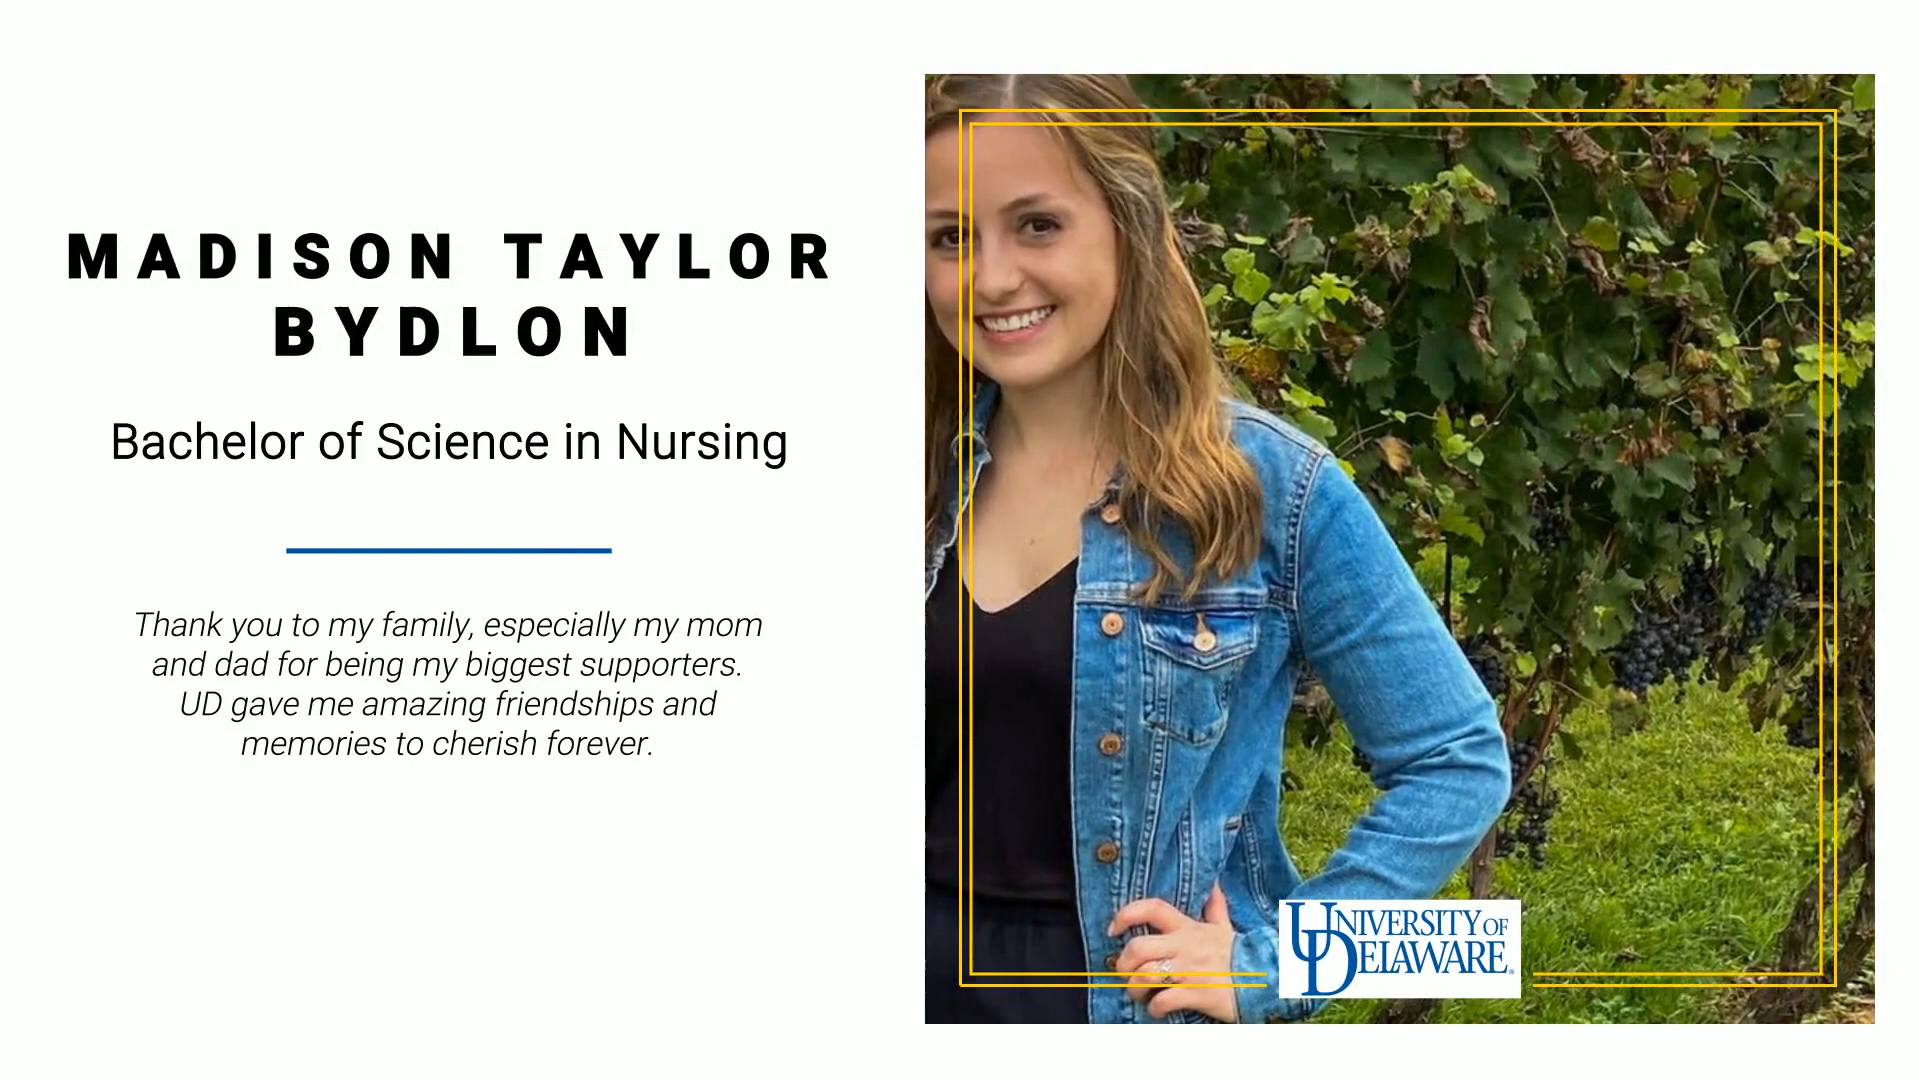 MADISON TAYLOR
BYDLON
Bachelor of Science in Nursing
Thank you to my family, especially my mom
and dad for being my biggest supporters.
UD gave me amazing friendships and
memories to cherish forever.
UNIVERSITY OF
DELAWARE